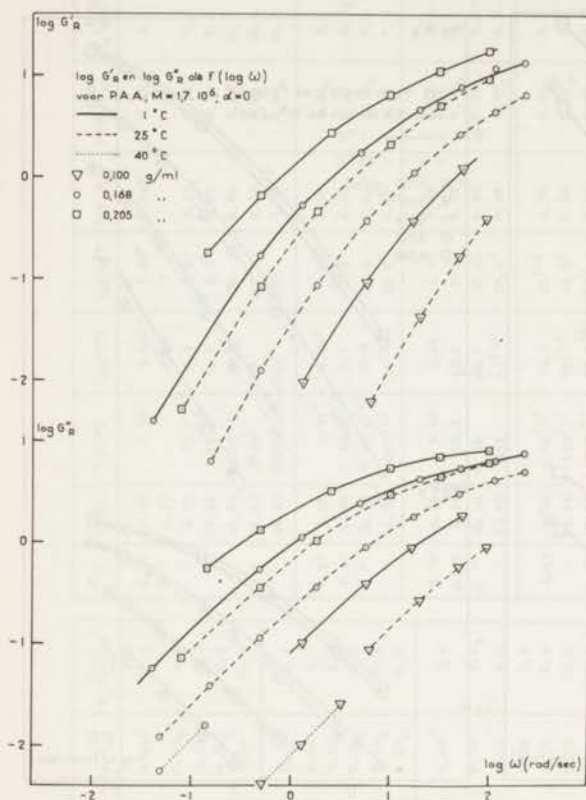 log G'R
1
log G'R en log G"R als f (log ω)
voor P.A.A., M = 1,7. 10⁶, α = 0
1 °C
25 °C
40 °C
0
0,100 g/ml
0,168 ,,
0,205 ,,
-1
-2
log G"R
1
0
-1
-2
log ω (rad/sec)
-2 -1 0 1 2